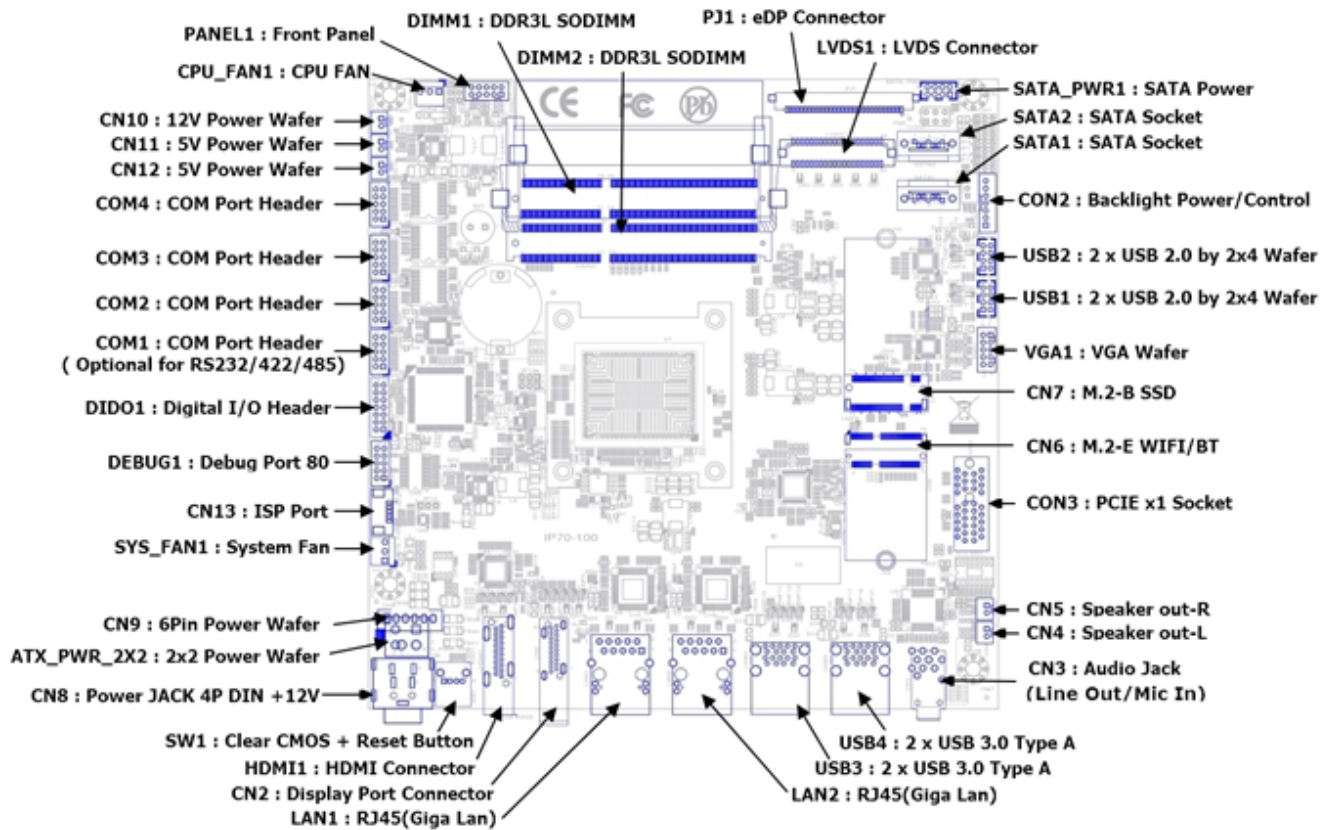 DIMM1 : DDR3L SODIMM
PJ1 : eDP Connector
PANEL1 : Front Panel
LVDS1 : LVDS Connector
DIMM2 : DDR3L SODIMM
CPU_FAN1 : CPU FAN
SATA_PWR1 : SATA Power
CE FC Pb
CN10 : 12V Power Wafer
SATA2 : SATA Socket
CN11 : 5V Power Wafer
SATA1 : SATA Socket
CN12 : 5V Power Wafer
COM4 : COM Port Header
CON2 : Backlight Power/Control
COM3 : COM Port Header
USB2 : 2 x USB 2.0 by 2x4 Wafer
COM2 : COM Port Header
USB1 : 2 x USB 2.0 by 2x4 Wafer
COM1 : COM Port Header
( Optional for RS232/422/485)
VGA1 : VGA Wafer
CN7 : M.2-B SSD
DIDO1 : Digital I/O Header
CN6 : M.2-E WIFI/BT
DEBUG1 : Debug Port 80
CON3 : PCIE x1 Socket
CN13 : ISP Port
IP70-100
SYS_FAN1 : System Fan
CN5 : Speaker out-R
CN9 : 6Pin Power Wafer
CN4 : Speaker out-L
ATX_PWR_2X2 : 2x2 Power Wafer
CN3 : Audio Jack
(Line Out/Mic In)
CN8 : Power JACK 4P DIN +12V
SW1 : Clear CMOS + Reset Button
USB4 : 2 x USB 3.0 Type A
HDMI1 : HDMI Connector
USB3 : 2 x USB 3.0 Type A
CN2 : Display Port Connector
LAN2 : RJ45(Giga Lan)
LAN1 : RJ45(Giga Lan)